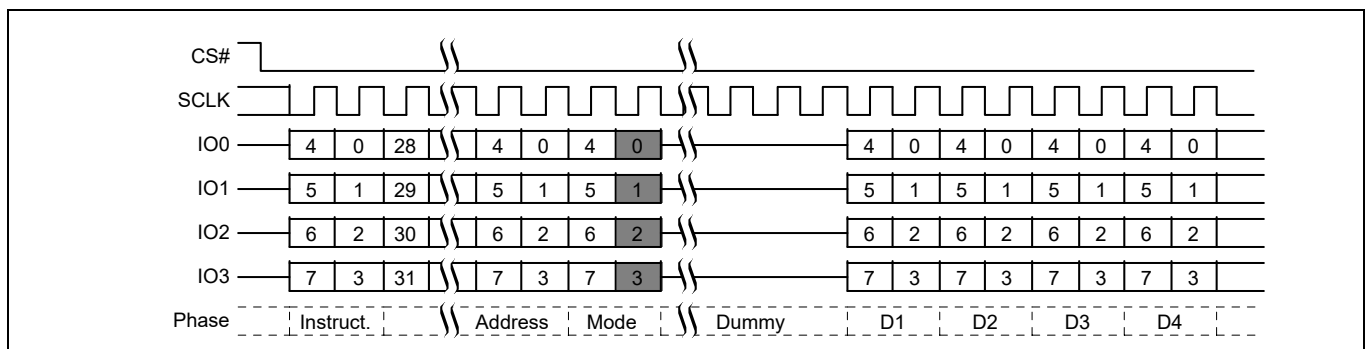 CS#
SCLK
IO0 4 0 28 4 0 4 0 4 0 4 0 4 0 4 0
IO1 5 1 29 5 1 5 1 5 1 5 1 5 1 5 1
IO2 6 2 30 6 2 6 2 6 2 6 2 6 2 6 2
IO3 7 3 31 7 3 7 3 7 3 7 3 7 3 7 3
Phase Instruct. Address Mode Dummy D1 D2 D3 D4